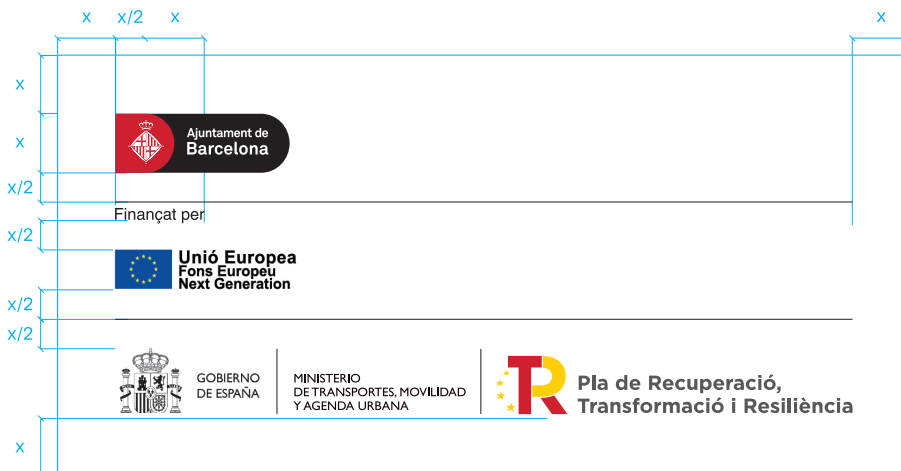 x x/2 x x
x
x
Ajuntament de
Barcelona
x/2
Finançat per
x/2
Unió Europea
Fons Europeu
Next Generation
x/2
x/2
GOBIERNO
DE ESPAÑA
MINISTERIO
DE TRANSPORTES, MOVILIDAD
Y AGENDA URBANA
TR
Pla de Recuperació,
Transformació i Resiliència
x